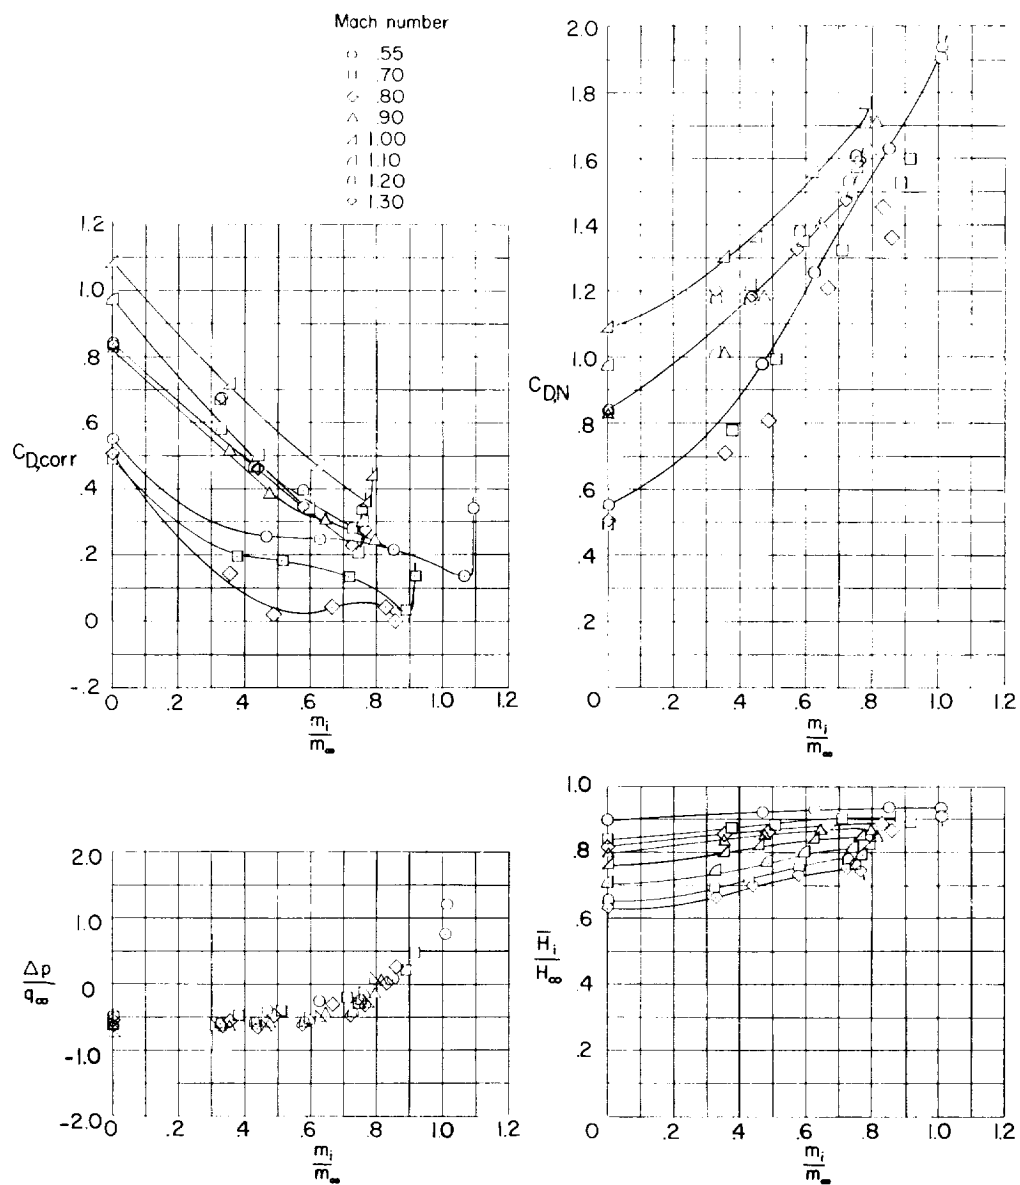 Mach number
.55
.70
.80
.90
1.00
1.10
1.20
1.30
1.2
1.0
.8
.6
.4
.2
0
-.2
C_D,corr
0 .2 .4 .6 .8 1.0 1.2
m_i
m_∞
2.0
1.8
1.6
1.4
1.2
1.0
.8
.6
.4
.2
0
C_D,N
0 .2 .4 .6 .8 1.0 1.2
m_i
m_∞
2.0
1.0
0
-1.0
-2.0
Δp
q_∞
0 .2 .4 .6 .8 1.0 1.2
m_i
m_∞
1.0
.8
.6
.4
.2
0
H̅_i
H_∞
.2 .4 .6 .8 1.0 1.2
m_i
m_∞